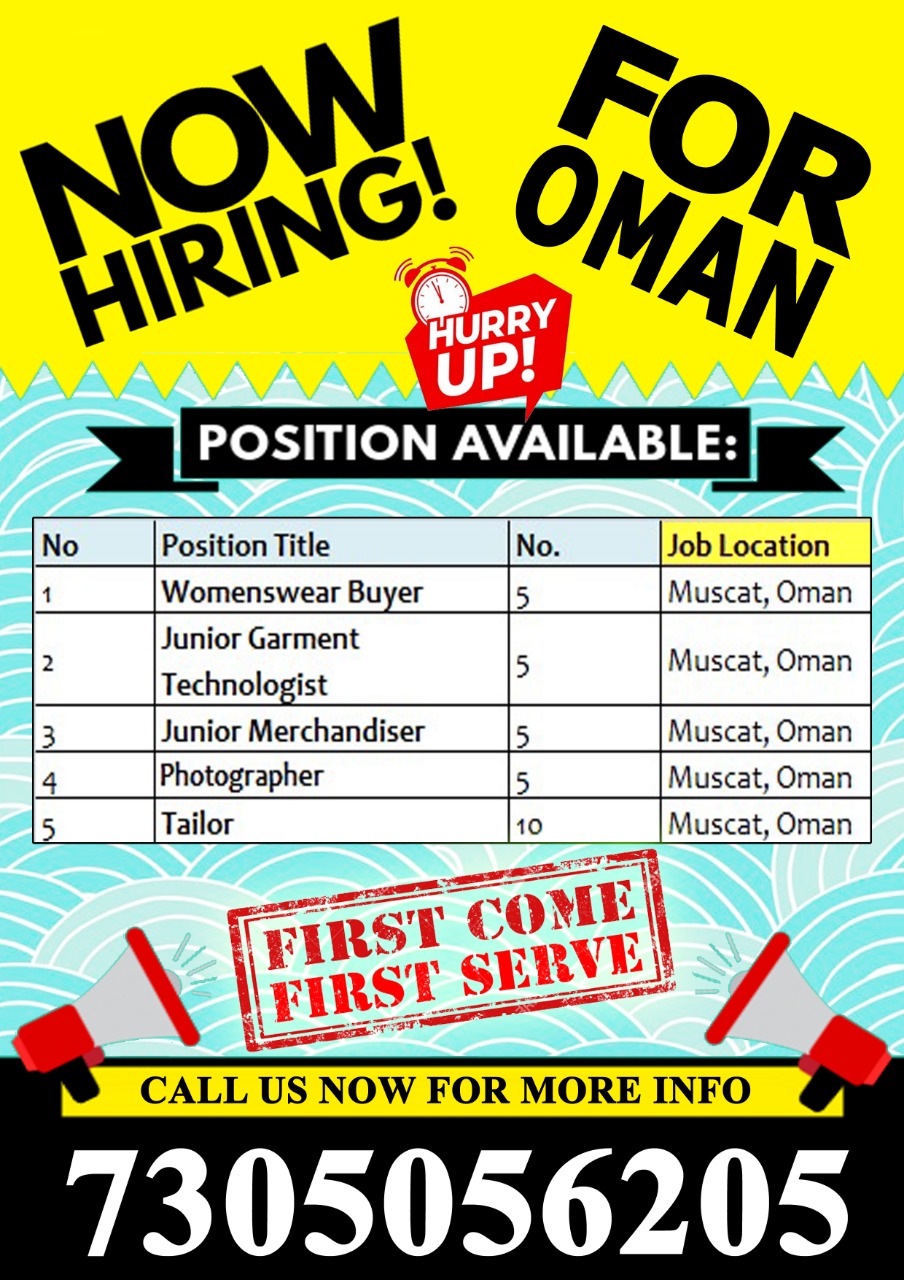 NOW
HIRING!
FOR
OMAN
HURRY
UP!
POSITION AVAILABLE:
No Position Title No. Job Location
1 Womenswear Buyer 5 Muscat, Oman
2 Junior Garment Technologist 5 Muscat, Oman
3 Junior Merchandiser 5 Muscat, Oman
4 Photographer 5 Muscat, Oman
5 Tailor 10 Muscat, Oman
FIRST COME
FIRST SERVE
CALL US NOW FOR MORE INFO
7305056205